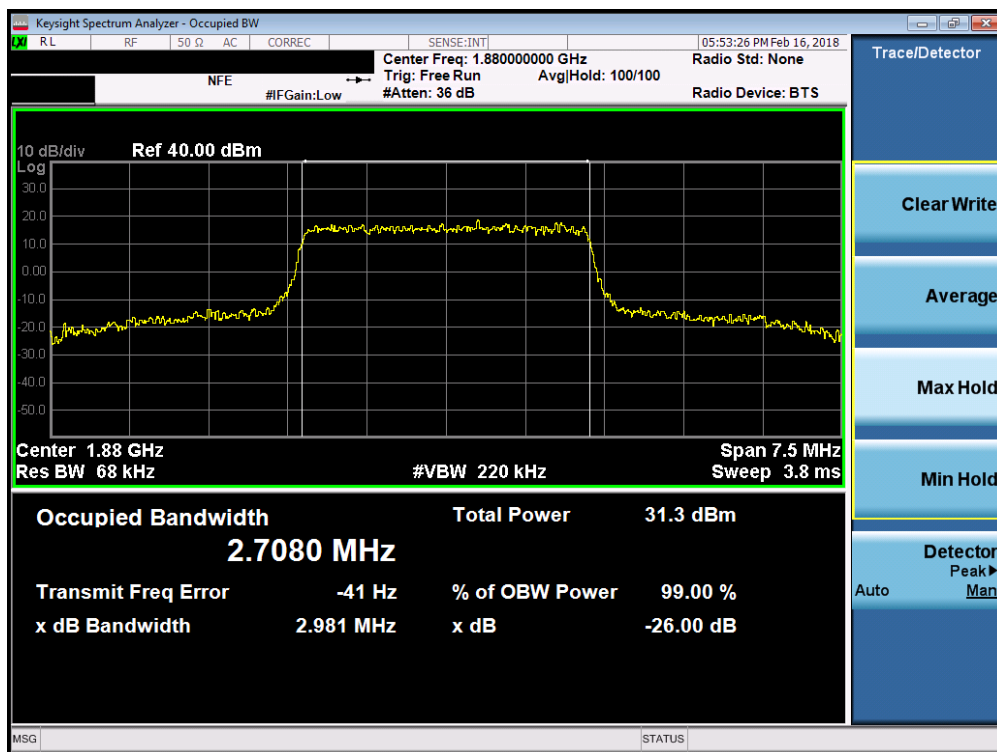 Keysight Spectrum Analyzer - Occupied BW
LXI RL RF 50 Ω AC CORREC SENSE:INT 05:53:26 PM Feb 16, 2018
Center Freq: 1.880000000 GHz Radio Std: None
NFE Trig: Free Run Avg|Hold: 100/100
#IFGain:Low #Atten: 36 dB Radio Device: BTS
Trace/Detector
10 dB/div Ref 40.00 dBm
Log
30.0
20.0
10.0
0.00
-10.0
-20.0
-30.0
-40.0
-50.0
Center 1.88 GHz Span 7.5 MHz
Res BW 68 kHz #VBW 220 kHz Sweep 3.8 ms
Occupied Bandwidth Total Power 31.3 dBm
2.7080 MHz
Transmit Freq Error -41 Hz % of OBW Power 99.00 %
x dB Bandwidth 2.981 MHz x dB -26.00 dB
Clear Write
Average
Max Hold
Min Hold
Detector
Peak▶
Auto Man
MSG STATUS